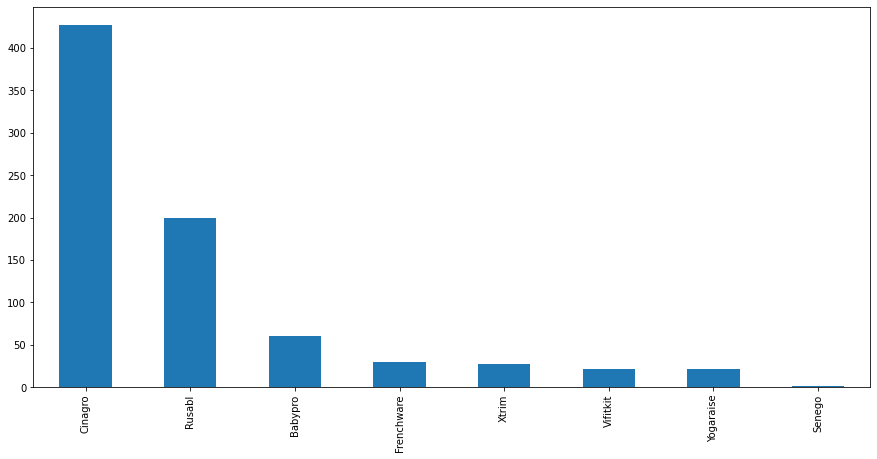 400
350
300
250
200
150
100
50
0
Cinagro
Rusabl
Babypro
Frenchware
Xtrim
Vifitkit
Yogaraise
Senego